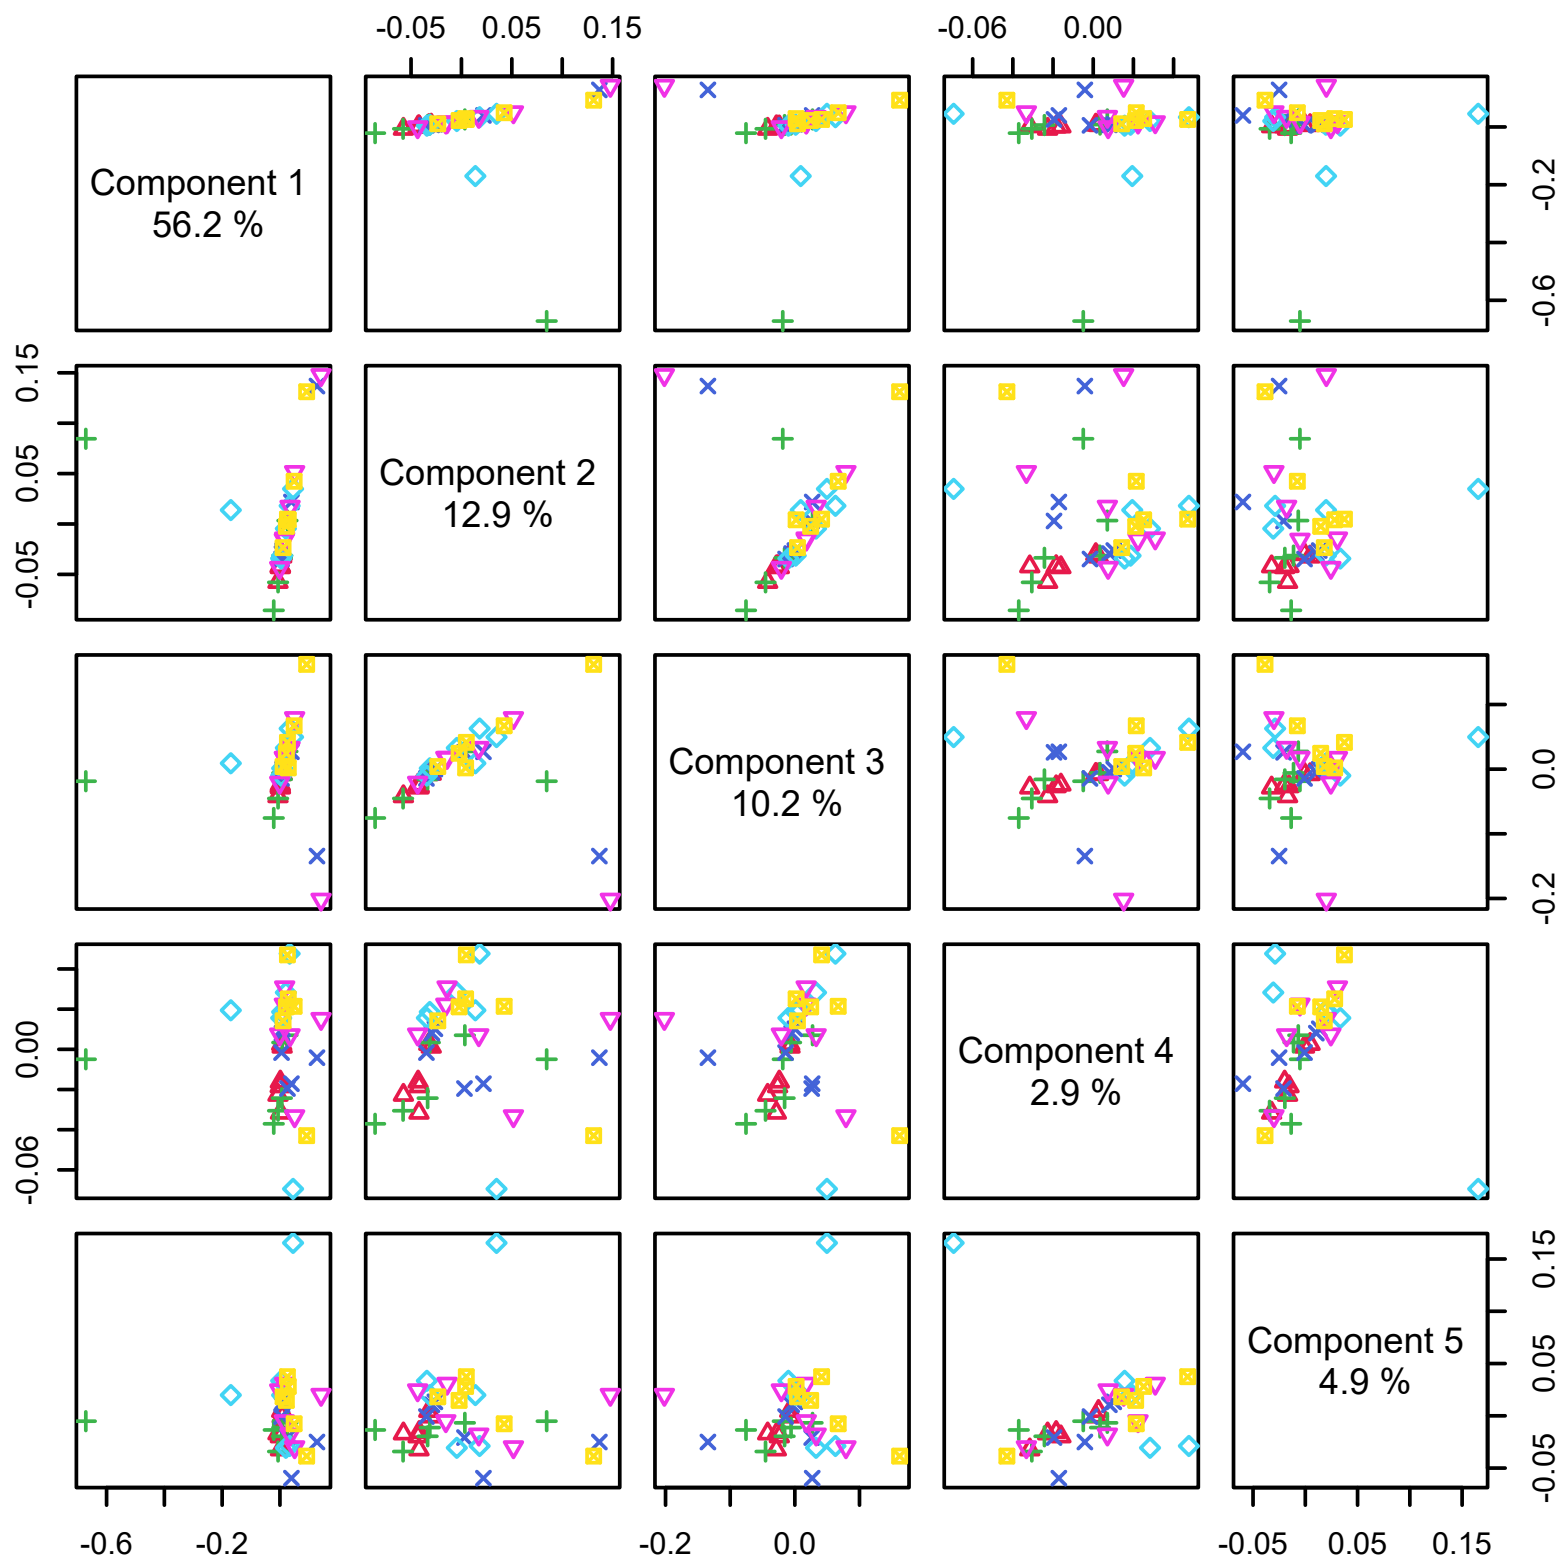 -0.05 0.05 0.15 -0.06 0.00
Component 1
56.2 %
-0.2
-0.6
0.15
0.05
-0.05
Component 2
12.9 %
Component 3
10.2 %
0.0
-0.2
0.00
-0.06
Component 4
2.9 %
Component 5
4.9 %
0.15
0.05
-0.05
-0.6 -0.2 -0.2 0.0 -0.05 0.05 0.15